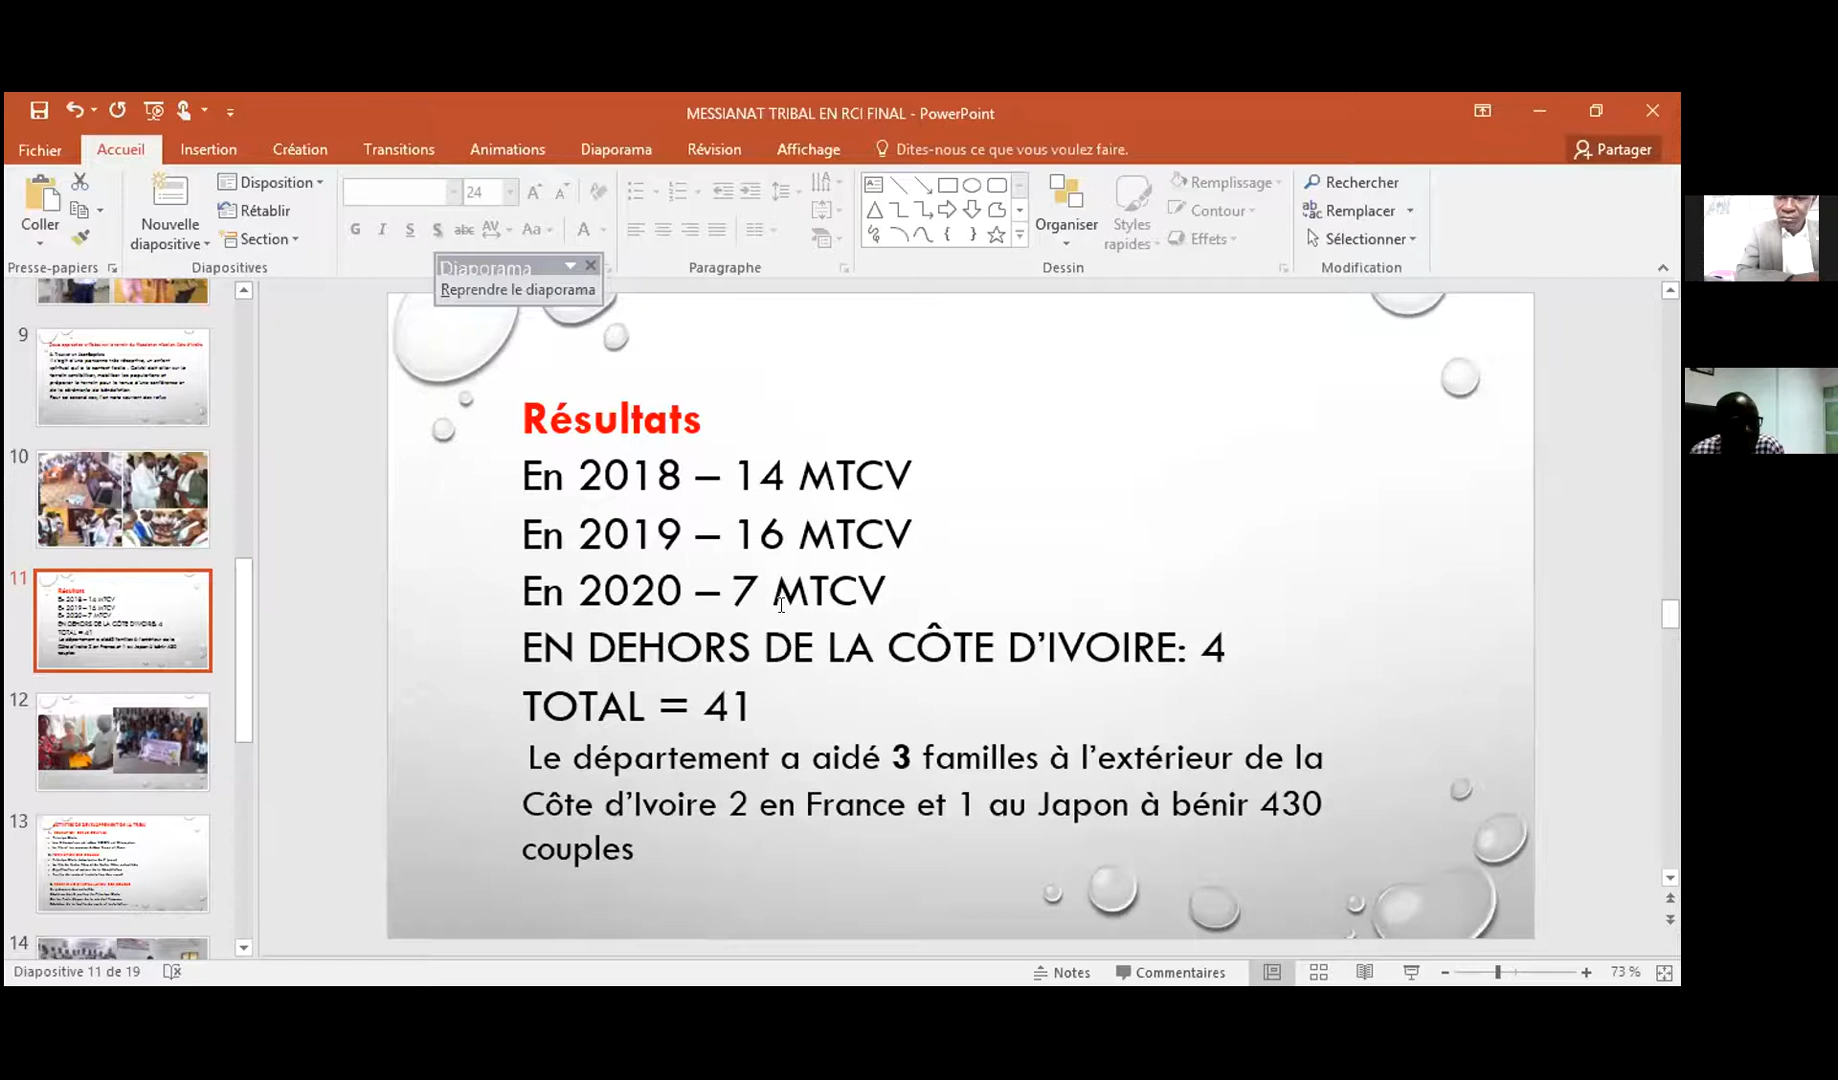 MESSIANAT TRIBAL EN RCI FINAL - PowerPoint
Fichier Accueil Insertion Création Transitions Animations Diaporama Révision Affichage Dites-nous ce que vous voulez faire. Partager
Coller
Presse-papiers
Nouvelle diapositive
Disposition
Rétablir
Section
Diapositives
24
G I S S abc AV Aa A
Paragraphe
Organiser
Styles rapides
Remplissage
Contour
Effets
Dessin
Rechercher
Remplacer
Sélectionner
Modification
Diaporama
Reprendre le diaporama
9
10
11
12
13
14
Résultats
En 2018 – 14 MTCV
En 2019 – 16 MTCV
En 2020 – 7 MTCV
EN DEHORS DE LA CÔTE D’IVOIRE: 4
TOTAL = 41
Le département a aidé 3 familles à l’extérieur de la
Côte d’Ivoire 2 en France et 1 au Japon à bénir 430
couples
Diapositive 11 de 19
Notes Commentaires 73 %